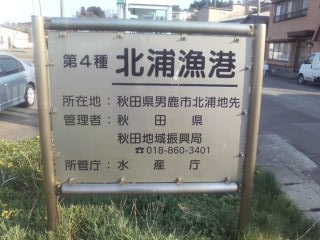 第4種 北浦漁港
所在地：秋田県男鹿市北浦地先
管理者：秋田県
秋田地域振興局
☎018-860-3401
所管庁：水産庁